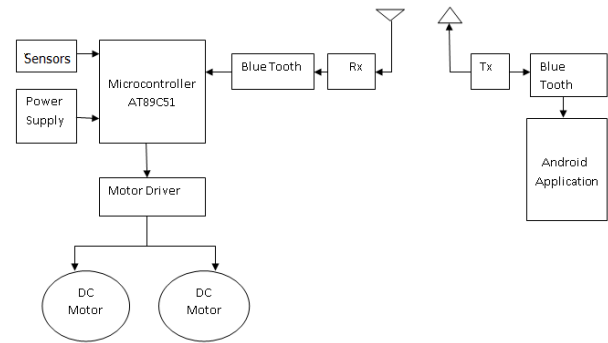 Sensors
Power
Supply
Microcontroller
AT89C51
Blue Tooth
Rx
Tx
Blue
Tooth
Android
Application
Motor Driver
DC
Motor
DC
Motor